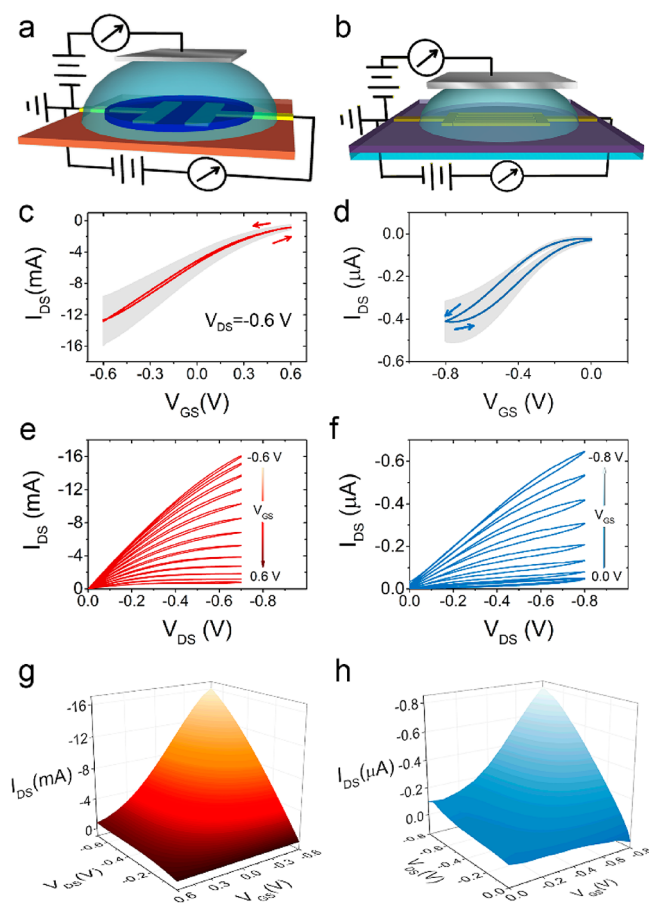 a
b
c
d
I_DS(mA)
0
-4
-8
-12
-16
V_DS=-0.6 V
-0.6
-0.3
0.0
0.3
0.6
V_GS(V)
I_DS (μA)
0.0
-0.2
-0.4
-0.6
-0.8
-0.4
0.0
V_GS (V)
e
f
I_DS (mA)
-16
-12
-8
-4
0
-0.6 V
V_GS
0.6 V
0.0
-0.2
-0.4
-0.6
-0.8
V_DS (V)
I_DS (μA)
-0.6
-0.4
-0.2
0.0
-0.8 V
V_GS
0.0 V
0.0
-0.2
-0.4
-0.6
-0.8
V_DS (V)
g
h
I_DS(mA)
-16
-12
-8
-4
0
-0.6
-0.4
-0.2
V_DS(V)
0.6
0.3
0.0
-0.3
-0.6
V_GS(V)
I_DS(μA)
-0.8
-0.6
-0.4
-0.2
0.0
-0.8
-0.6
-0.4
-0.2
0.0
V_DS(V)
0.0
-0.2
-0.4
-0.6
-0.8
V_GS(V)